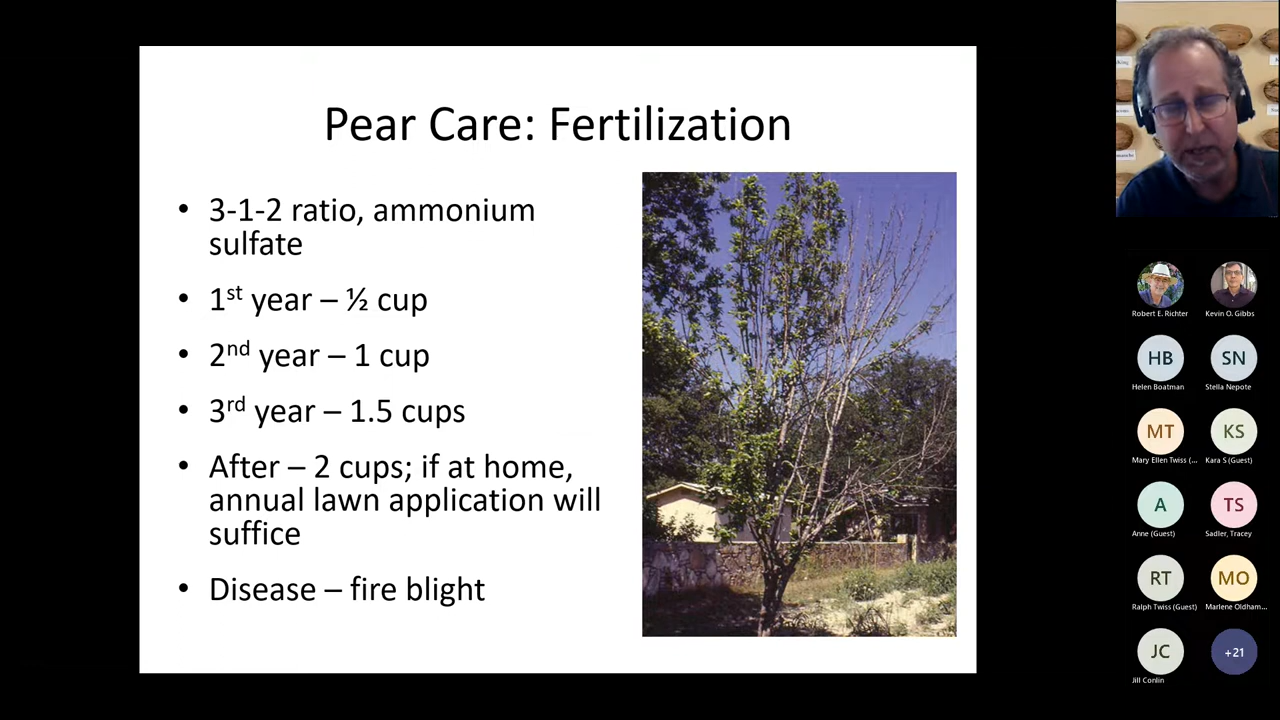 Pear Care: Fertilization
• 3-1-2 ratio, ammonium
sulfate
• 1st year – ½ cup
• 2nd year – 1 cup
• 3rd year – 1.5 cups
• After – 2 cups; if at home,
annual lawn application will
suffice
• Disease – fire blight
Robert E. Richter
Kevin O. Gibbs
HB
SN
Helen Boatman
Stella Nepote
MT
KS
Mary Ellen Twiss (...
Kara S (Guest)
A
TS
Anne (Guest)
Sadler, Tracey
RT
MO
Ralph Twiss (Guest)
Marlene Oldham...
JC
+21
Jill Conlin